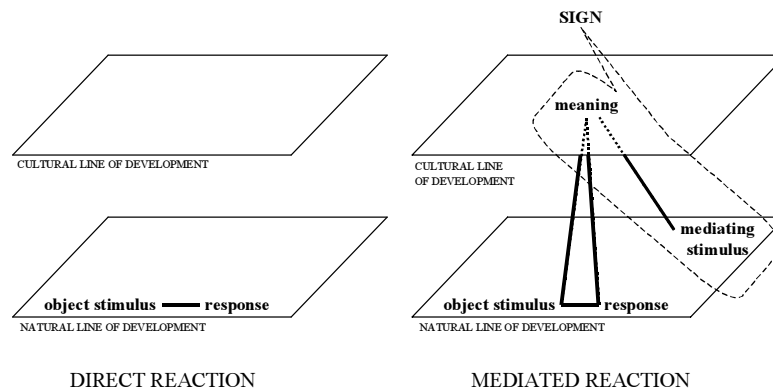 SIGN
meaning
CULTURAL LINE OF DEVELOPMENT
CULTURAL LINE
OF DEVELOPMENT
mediating
stimulus
object stimulus response
object stimulus response
NATURAL LINE OF DEVELOPMENT
NATURAL LINE OF DEVELOPMENT
DIRECT REACTION
MEDIATED REACTION